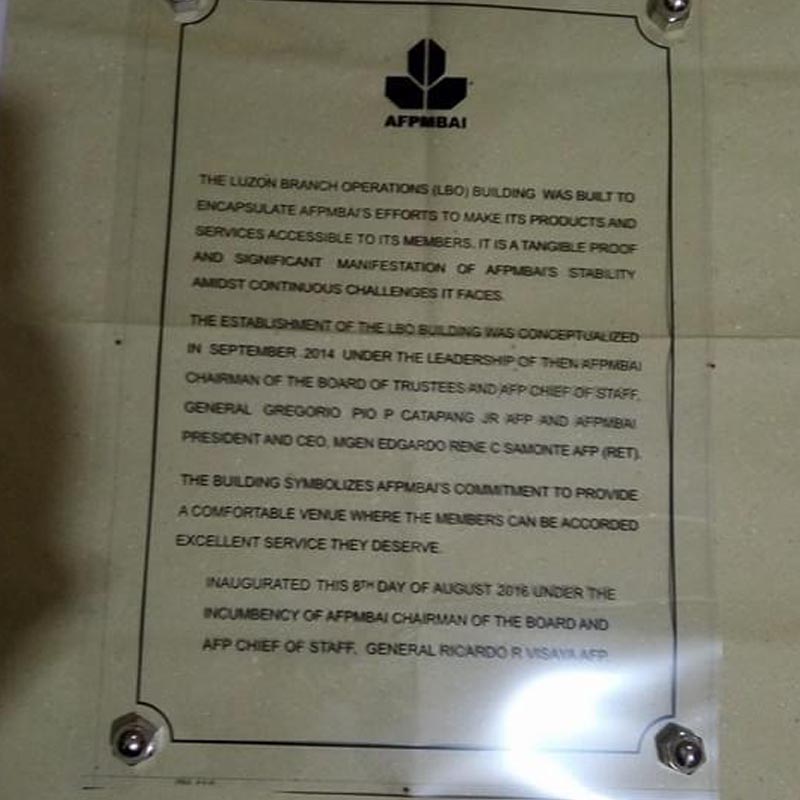 AFPMBAI
THE LUZON BRANCH OPERATIONS (LBO) BUILDING WAS BUILT TO
ENCAPSULATE AFPMBAI'S EFFORTS TO MAKE ITS PRODUCTS AND
SERVICES ACCESSIBLE TO ITS MEMBERS. IT IS A TANGIBLE PROOF
AND SIGNIFICANT MANIFESTATION OF AFPMBAI'S STABILITY
AMIDST CONTINUOUS CHALLENGES IT FACES.
THE ESTABLISHMENT OF THE LBO BUILDING WAS CONCEPTUALIZED
IN SEPTEMBER 2014 UNDER THE LEADERSHIP OF THEN AFPMBAI
CHAIRMAN OF THE BOARD OF TRUSTEES AND AFP CHIEF OF STAFF,
GENERAL GREGORIO PIO P CATAPANG JR AFP AND AFPMBAI
PRESIDENT AND CEO, MGEN EDGARDO RENE C SAMONTE AFP (RET).
THE BUILDING SYMBOLIZES AFPMBAI'S COMMITMENT TO PROVIDE
A COMFORTABLE VENUE WHERE THE MEMBERS CAN BE ACCORDED
EXCELLENT SERVICE THEY DESERVE.
INAUGURATED THIS 8TH DAY OF AUGUST 2016 UNDER THE
INCUMBENCY OF AFPMBAI CHAIRMAN OF THE BOARD AND
AFP CHIEF OF STAFF, GENERAL RICARDO R VISAYA AFP